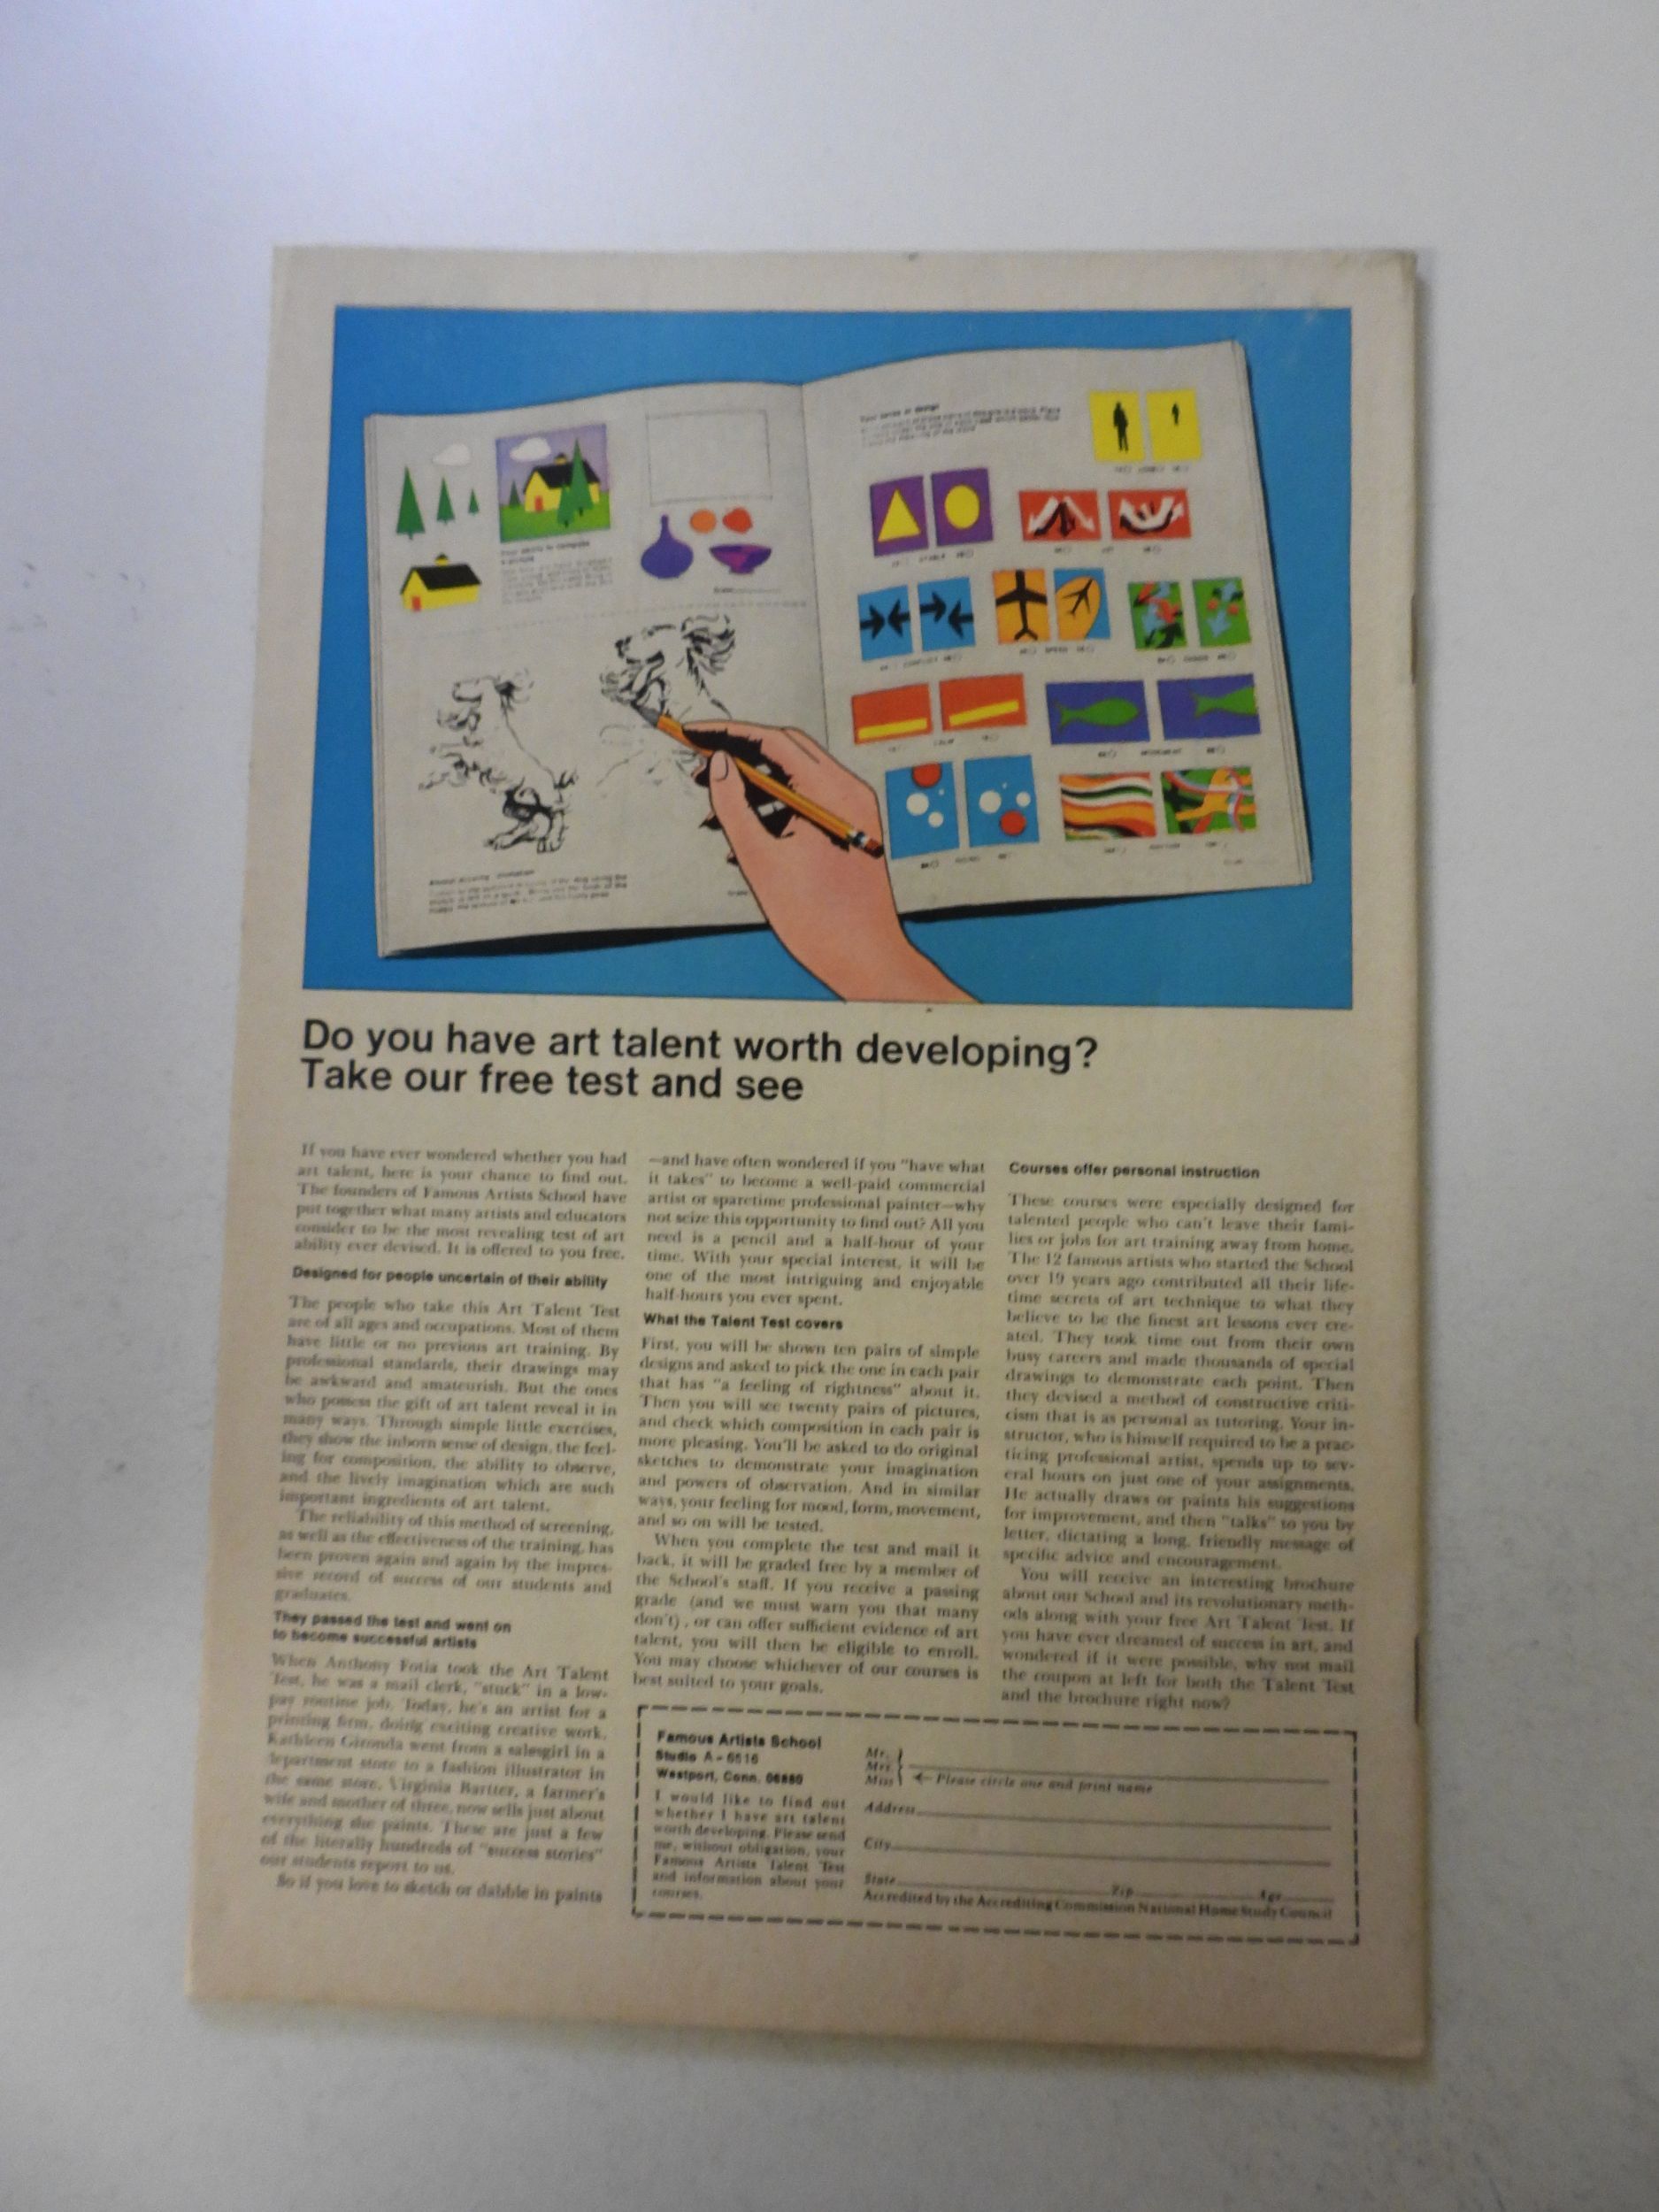 Do you have art talent worth developing?
Take our free test and see
If you have ever wondered whether you had
art talent, here is your chance to find out.
The founders of Famous Artists School have
put together what many artists and educators
consider to be the most revealing test of art
ability ever devised. It is offered to you free.
Designed for people uncertain of their ability
The people who take this Art Talent Test
are of all ages and occupations. Most of them
have little or no previous art training. By
professional standards, their drawings may
be awkward and amateurish. But the ones
who possess the gift of art talent reveal it in
many ways. Through simple little exercises,
they show the inborn sense of design, the feel-
ing for composition, the ability to observe,
and the lively imagination which are such
important ingredients of art talent.
The reliability of this method of screening,
as well as the effectiveness of the training, has
been proven again and again by the impres-
sive record of success of our students and
graduates.
They passed the test and went on
to become successful artists
When Anthony Fotia took the Art Talent
Test, he was a mail clerk, "stuck" in a low-
pay routine job. Today, he's an artist for a
printing firm, doing exciting creative work.
Kathleen Gironda went from a salesgirl in a
department store to a fashion illustrator in
the same store. Virginia Bartter, a farmer's
wife and mother of three, now sells just about
everything she paints. These are just a few
of the literally hundreds of "success stories"
our students report to us.
So if you love to sketch or dabble in paints
—and have often wondered if you "have what
it takes" to become a well-paid commercial
artist or sparetime professional painter—why
not seize this opportunity to find out? All you
need is a pencil and a half-hour of your
time. With your special interest, it will be
one of the most intriguing and enjoyable
half-hours you ever spent.
What the Talent Test covers
First, you will be shown ten pairs of simple
designs and asked to pick the one in each pair
that has "a feeling of rightness" about it.
Then you will see twenty pairs of pictures,
and check which composition in each pair is
more pleasing. You'll be asked to do original
sketches to demonstrate your imagination
and powers of observation. And in similar
ways, your feeling for mood, form, movement,
and so on will be tested.
When you complete the test and mail it
back, it will be graded free by a member of
the School's staff. If you receive a passing
grade (and we must warn you that many
don't), or can offer sufficient evidence of art
talent, you will then be eligible to enroll.
You may choose whichever of our courses is
best suited to your goals.
Courses offer personal instruction
These courses were especially designed for
talented people who can't leave their fami-
lies or jobs for art training away from home.
The 12 famous artists who started the School
over 19 years ago contributed all their life-
time secrets of art technique to what they
believe to be the finest art lessons ever cre-
ated. They took time out from their own
busy careers and made thousands of special
drawings to demonstrate each point. Then
they devised a method of constructive criti-
cism that is as personal as tutoring. Your in-
structor, who is himself required to be a prac-
ticing professional artist, spends up to sev-
eral hours on just one of your assignments.
He actually draws or paints his suggestions
for improvement, and then "talks" to you by
letter, dictating a long, friendly message of
specific advice and encouragement.
You will receive an interesting brochure
about our School and its revolutionary meth-
ods along with your free Art Talent Test. If
you have ever dreamed of success in art, and
wondered if it were possible, why not mail
the coupon at left for both the Talent Test
and the brochure right now?
Famous Artists School
Studio A-6516
Westport, Conn. 06880
I would like to find out
whether I have art talent
worth developing. Please send
me, without obligation, your
Famous Artists Talent Test
and information about your
courses.
Mr.
Mrs.
Miss
← Please circle one and print name
Address
City
State Zip Age
Accredited by the Accrediting Commission National Home Study Council